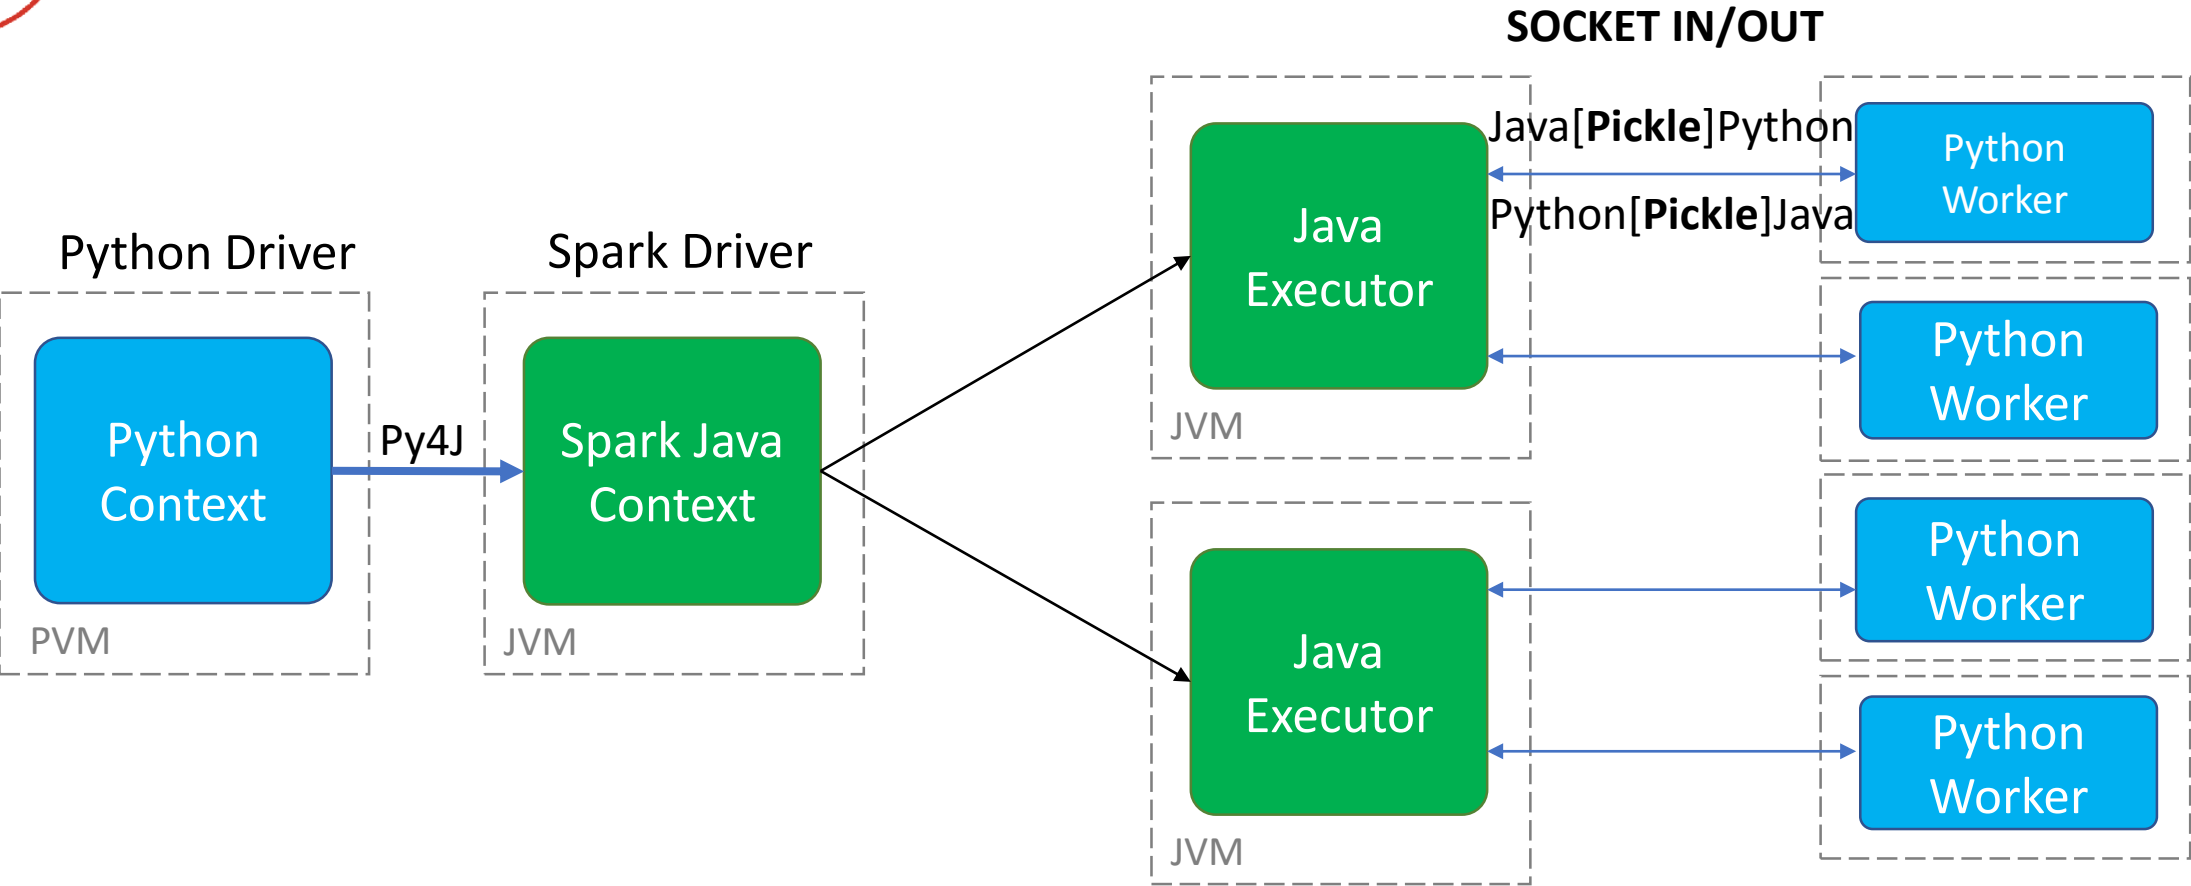 SOCKET IN/OUT
Python Driver
Python
Context
PVM
Py4J
Spark Driver
Spark Java
Context
JVM
Java
Executor
JVM
Java[Pickle]Python
Python[Pickle]Java
Python
Worker
Python
Worker
Java
Executor
JVM
Python
Worker
Python
Worker